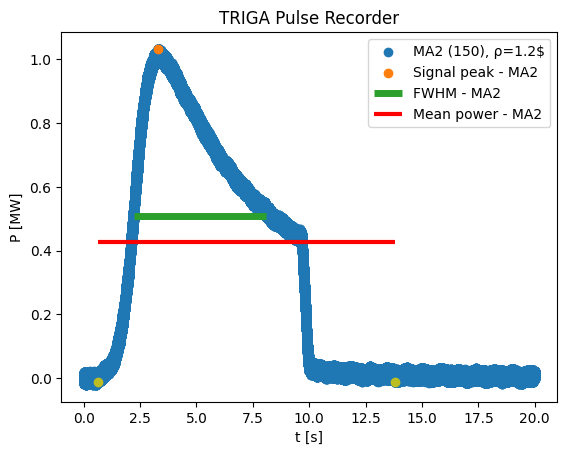 TRIGA Pulse Recorder
MA2 (150), ρ=1.2$
Signal peak - MA2
FWHM - MA2
Mean power - MA2
P [MW]
1.0
0.8
0.6
0.4
0.2
0.0
0.0 2.5 5.0 7.5 10.0 12.5 15.0 17.5 20.0
t [s]